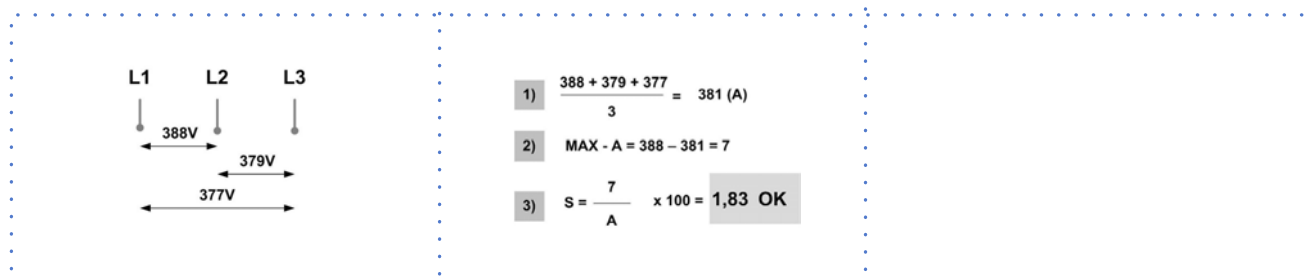 L1 L2 L3
388V
379V
377V
1) 388 + 379 + 377
3
= 381 (A)
2) MAX - A = 388 – 381 = 7
3) S = 7
A
x 100 = 1,83 OK